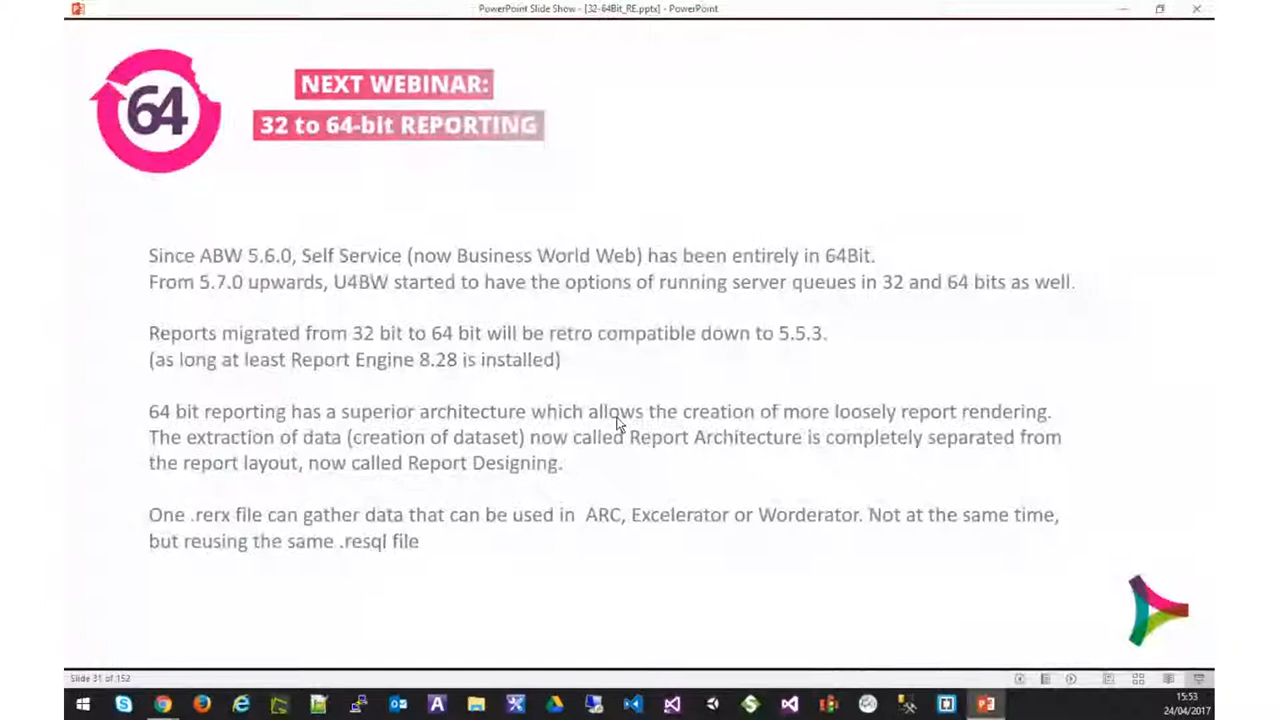 PowerPoint Slide Show - [32-64Bit_RE.pptx] - PowerPoint
64
NEXT WEBINAR:
32 to 64-bit REPORTING
Since ABW 5.6.0, Self Service (now Business World Web) has been entirely in 64Bit.
From 5.7.0 upwards, U4BW started to have the options of running server queues in 32 and 64 bits as well.
Reports migrated from 32 bit to 64 bit will be retro compatible down to 5.5.3.
(as long at least Report Engine 8.28 is installed)
64 bit reporting has a superior architecture which allows the creation of more loosely report rendering.
The extraction of data (creation of dataset) now called Report Architecture is completely separated from
the report layout, now called Report Designing.
One .rerx file can gather data that can be used in  ARC, Excelerator or Worderator. Not at the same time,
but reusing the same .resql file
Slide 31 of 152
15:53
24/04/2017